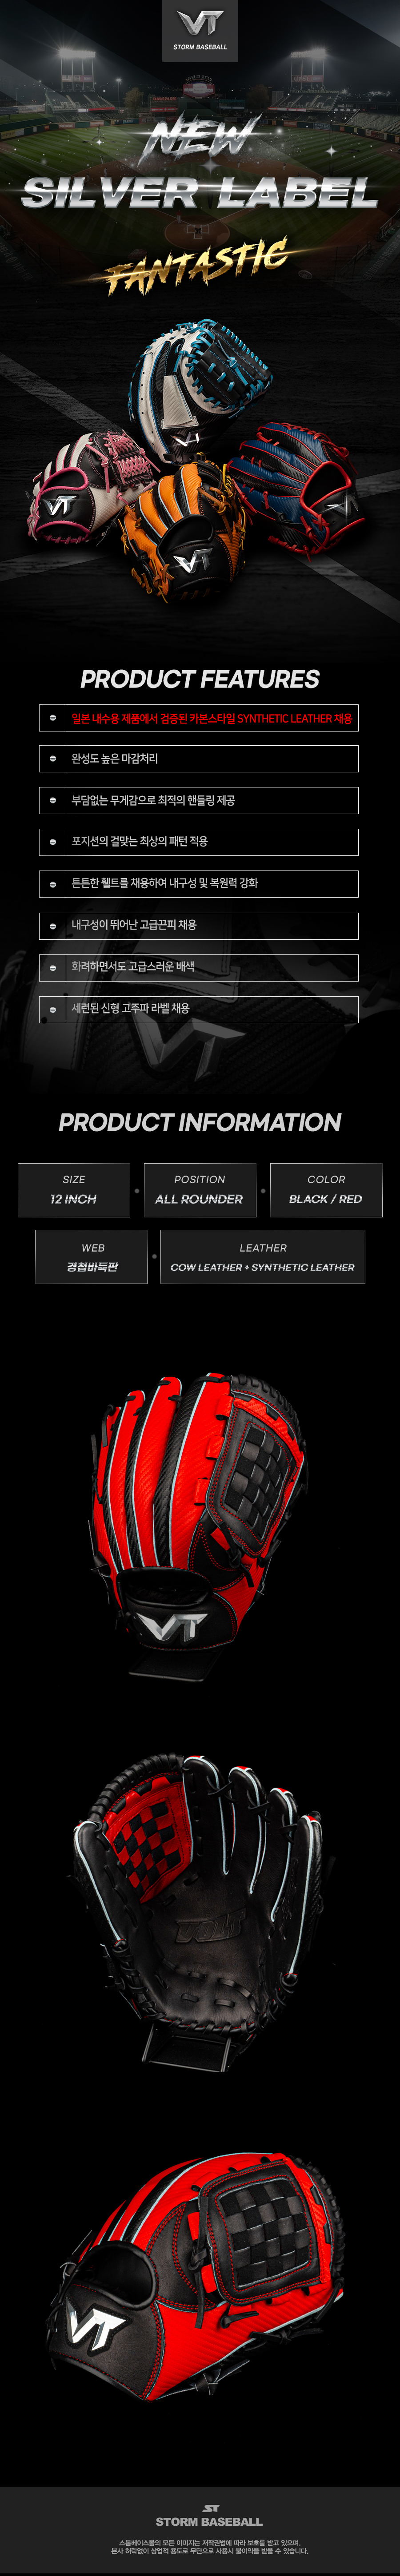 VT
STORM BASEBALL
NEW
SILVER LABEL
FANTASTIC
VT
VT
PRODUCT FEATURES
일본 내수용 제품에서 검증된 카본스타일 SYNTHETIC LEATHER 채용
완성도 높은 마감처리
부담없는 무게감으로 최적의 핸들링 제공
포지션의 걸맞는 최상의 패턴 적용
튼튼한 휄트를 채용하여 내구성 및 복원력 강화
내구성이 뛰어난 고급끈피 채용
화려하면서도 고급스러운 배색
세련된 신형 고주파 라벨 채용
PRODUCT INFORMATION
SIZE
12 INCH
POSITION
ALL ROUNDER
COLOR
BLACK / RED
WEB
경첩바둑판
LEATHER
COW LEATHER + SYNTHETIC LEATHER
VT
VT
ST
STORM BASEBALL
스톰베이스볼의 모든 이미지는 저작권법에 따라 보호를 받고 있으며,
본사 허락없이 상업적 용도로 무단으로 사용시 불이익을 받을 수 있습니다.